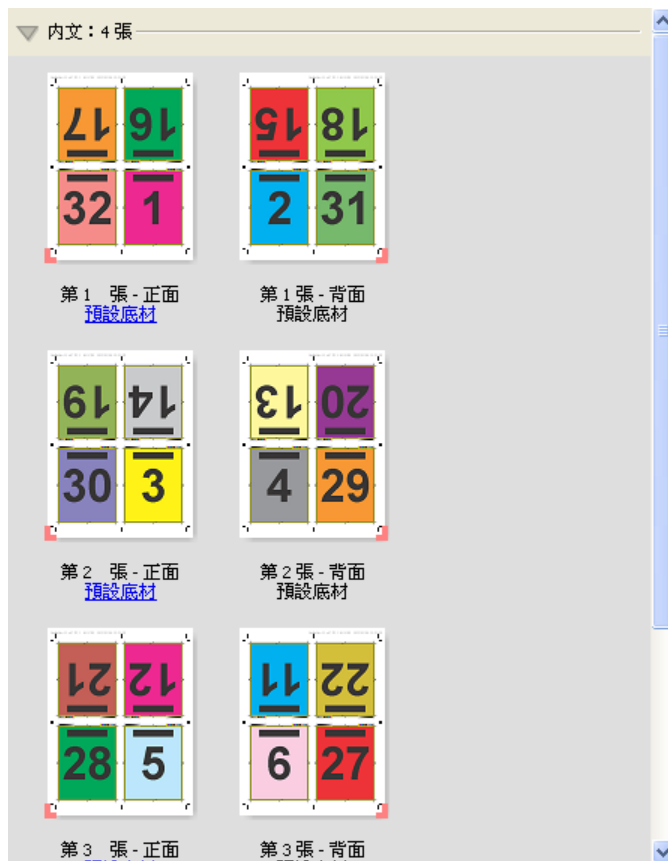 内文：4 張
17 16
32 1
15 18
2 31
第 1 張 - 正面
預設底材
第 1 張 - 背面
預設底材
19 14
30 3
13 20
4 29
第 2 張 - 正面
預設底材
第 2 張 - 背面
預設底材
21 12
28 5
11 22
6 27
第 3 張 - 正面
第 3 張 - 背面